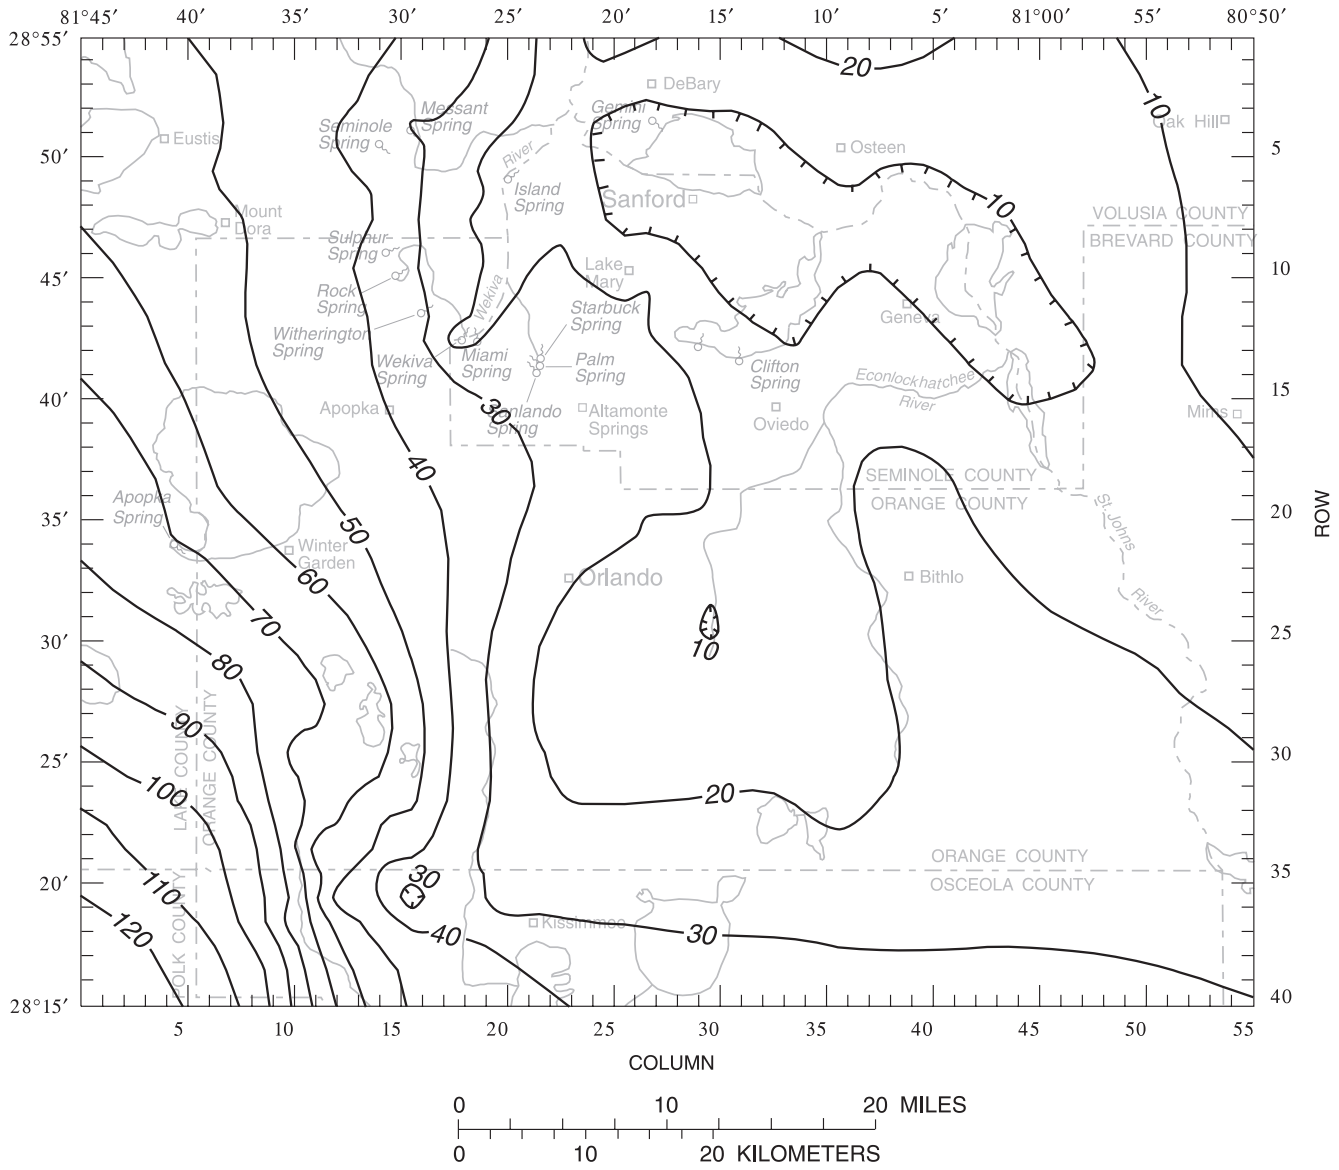 81°45′ 40′ 35′ 30′ 25′ 20′ 15′ 10′ 5′ 81°00′ 55′ 80°50′
28°55′
20
DeBary
10
Messant
Spring
Gemini
Spring
Seminole
Spring
Oak Hill
Eustis
River
Osteen
50′
5
Island
Spring
Sanford
10
Mount
Dora
VOLUSIA COUNTY
BREVARD COUNTY
Sulphur
Spring
Lake
Mary
45′
10
Rock
Spring
Wekiva
Starbuck
Spring
Geneva
Witherington
Spring
Wekiva
Spring
Miami
Spring
Palm
Spring
Clifton
Spring
Econlockhatchee
River
15
40′
Apopka
30
Sanlando
Spring
Altamonte
Springs
Oviedo
Mims
40
SEMINOLE COUNTY
ORANGE COUNTY
Apopka
Spring
St. Johns
River
35′
20
ROW
50
Winter
Garden
60
Orlando
Bithlo
70
30′
25
10
80
90
LAKE COUNTY
ORANGE COUNTY
25′
30
100
20
ORANGE COUNTY
OSCEOLA COUNTY
20′
35
30
110
POLK COUNTY
120
40
Kissimmee
30
28°15′
40
5 10 15 20 25 30 35 40 45 50 55
COLUMN
0 10 20 MILES
0 10 20 KILOMETERS